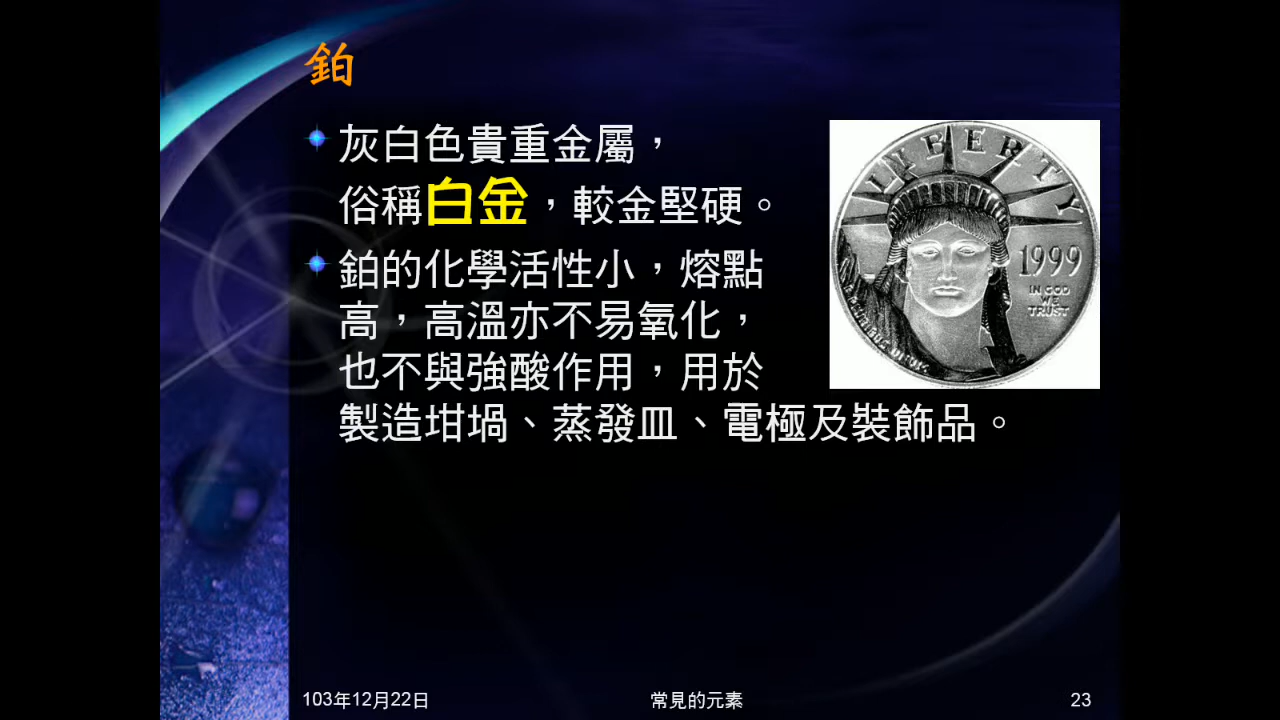 鉑
灰白色貴重金屬，
俗稱白金，較金堅硬。
鉑的化學活性小，熔點
高，高溫亦不易氧化，
也不與強酸作用，用於
製造坩堝、蒸發皿、電極及裝飾品。
LIBERTY
1999
IN GOD
WE
TRUST
E PLURIBUS UNUM
103年12月22日
常見的元素
23